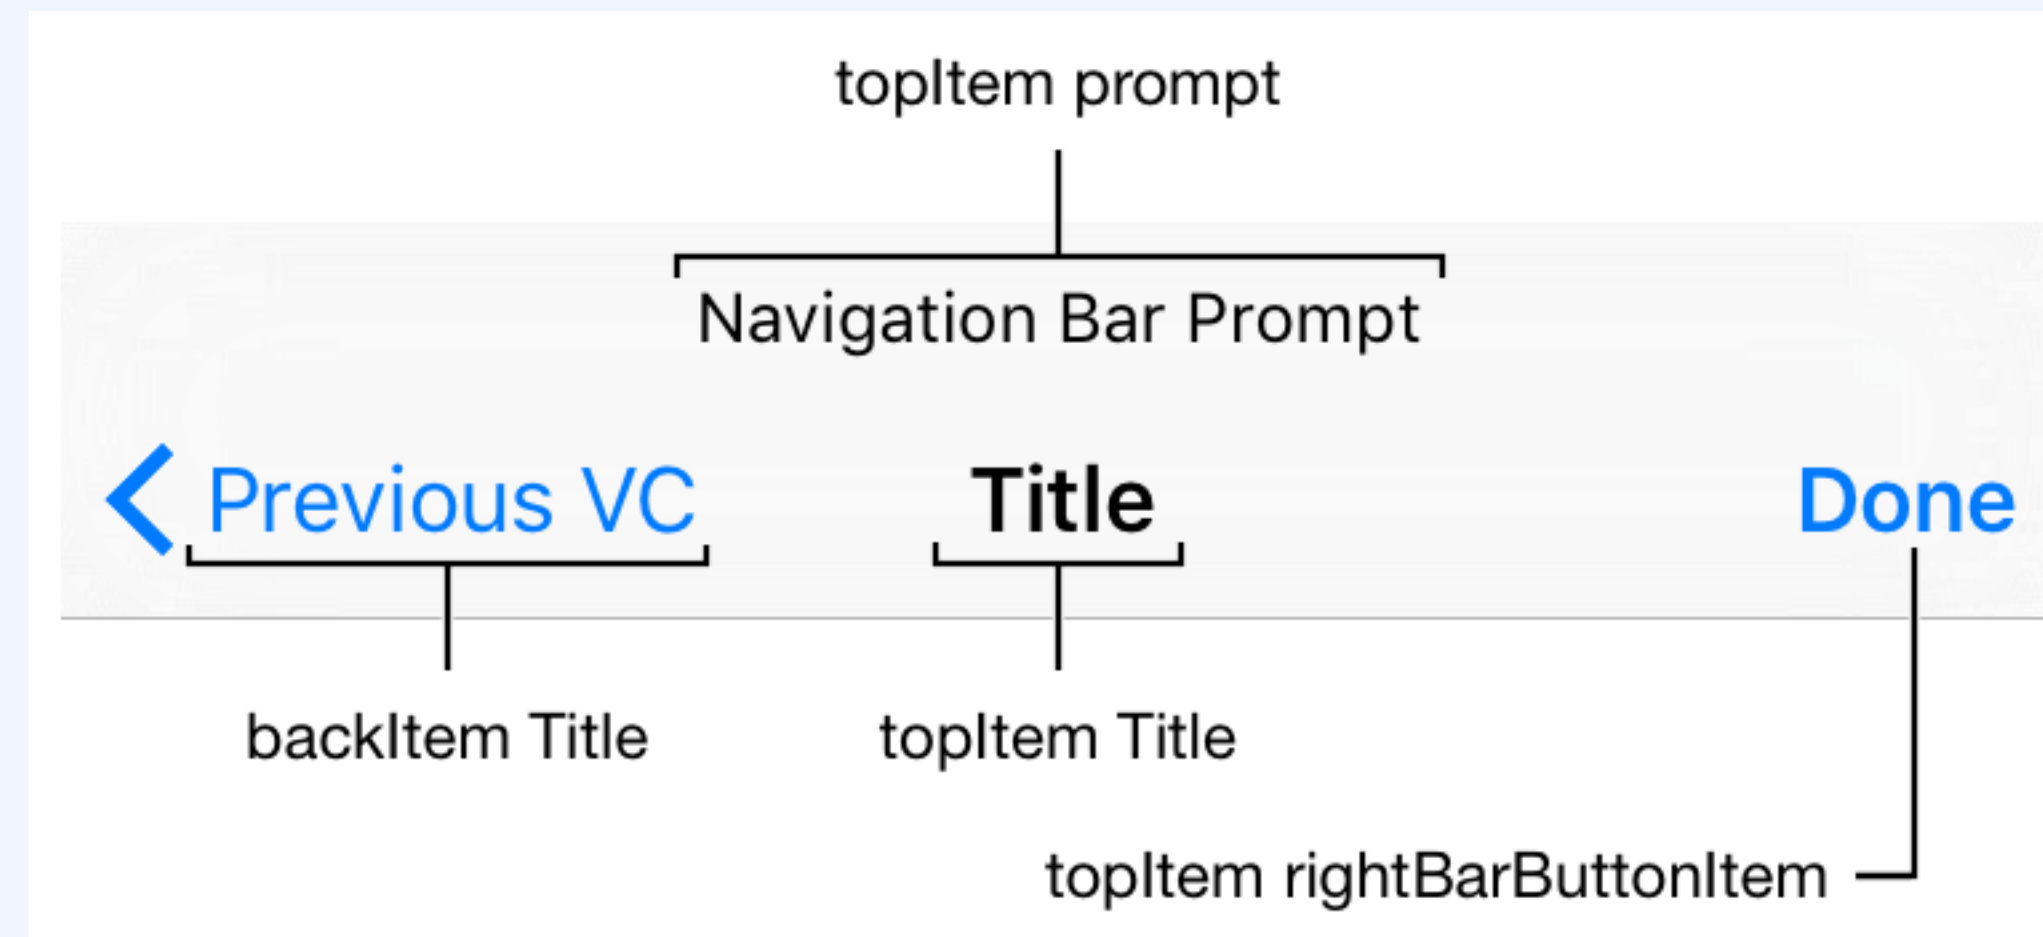 topItem prompt
Navigation Bar Prompt
Previous VC Title Done
backItem Title topItem Title
topItem rightBarButtonItem